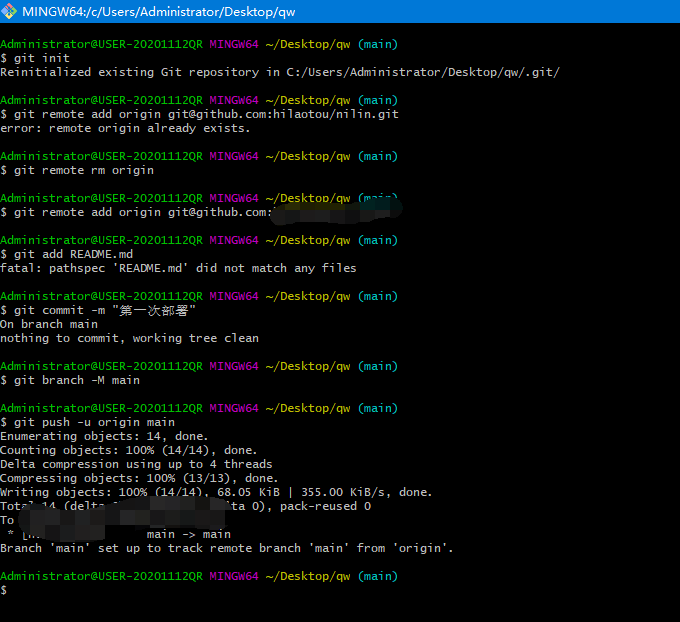 MINGW64:/c/Users/Administrator/Desktop/qw
Administrator@USER-20201112QR MINGW64 ~/Desktop/qw (main)
$ git init
Reinitialized existing Git repository in C:/Users/Administrator/Desktop/qw/.git/
Administrator@USER-20201112QR MINGW64 ~/Desktop/qw (main)
$ git remote add origin git@github.com:hilaotou/nilin.git
error: remote origin already exists.
Administrator@USER-20201112QR MINGW64 ~/Desktop/qw (main)
$ git remote rm origin
Administrator@USER-20201112QR MINGW64 ~/Desktop/qw (main)
$ git remote add origin git@github.com:
Administrator@USER-20201112QR MINGW64 ~/Desktop/qw (main)
$ git add README.md
fatal: pathspec 'README.md' did not match any files
Administrator@USER-20201112QR MINGW64 ~/Desktop/qw (main)
$ git commit -m "第一次部署"
On branch main
nothing to commit, working tree clean
Administrator@USER-20201112QR MINGW64 ~/Desktop/qw (main)
$ git branch -M main
Administrator@USER-20201112QR MINGW64 ~/Desktop/qw (main)
$ git push -u origin main
Enumerating objects: 14, done.
Counting objects: 100% (14/14), done.
Delta compression using up to 4 threads
Compressing objects: 100% (13/13), done.
Writing objects: 100% (14/14), 68.05 KiB | 355.00 KiB/s, done.
Total 14 (delta 0), pack-reused 0
To
* main -> main
Branch 'main' set up to track remote branch 'main' from 'origin'.
Administrator@USER-20201112QR MINGW64 ~/Desktop/qw (main)
$